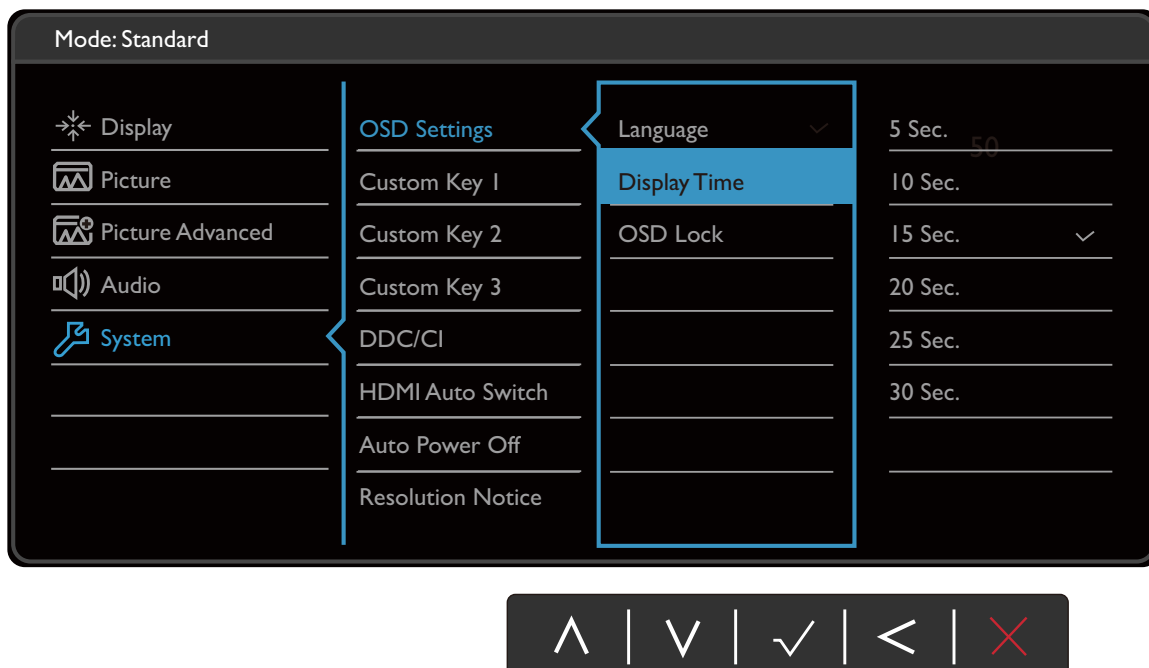 Mode: Standard
Display
Picture
Picture Advanced
Audio
System
OSD Settings
Custom Key 1
Custom Key 2
Custom Key 3
DDC/CI
HDMI Auto Switch
Auto Power Off
Resolution Notice
Language
Display Time
OSD Lock
5 Sec.
50
10 Sec.
15 Sec.
20 Sec.
25 Sec.
30 Sec.